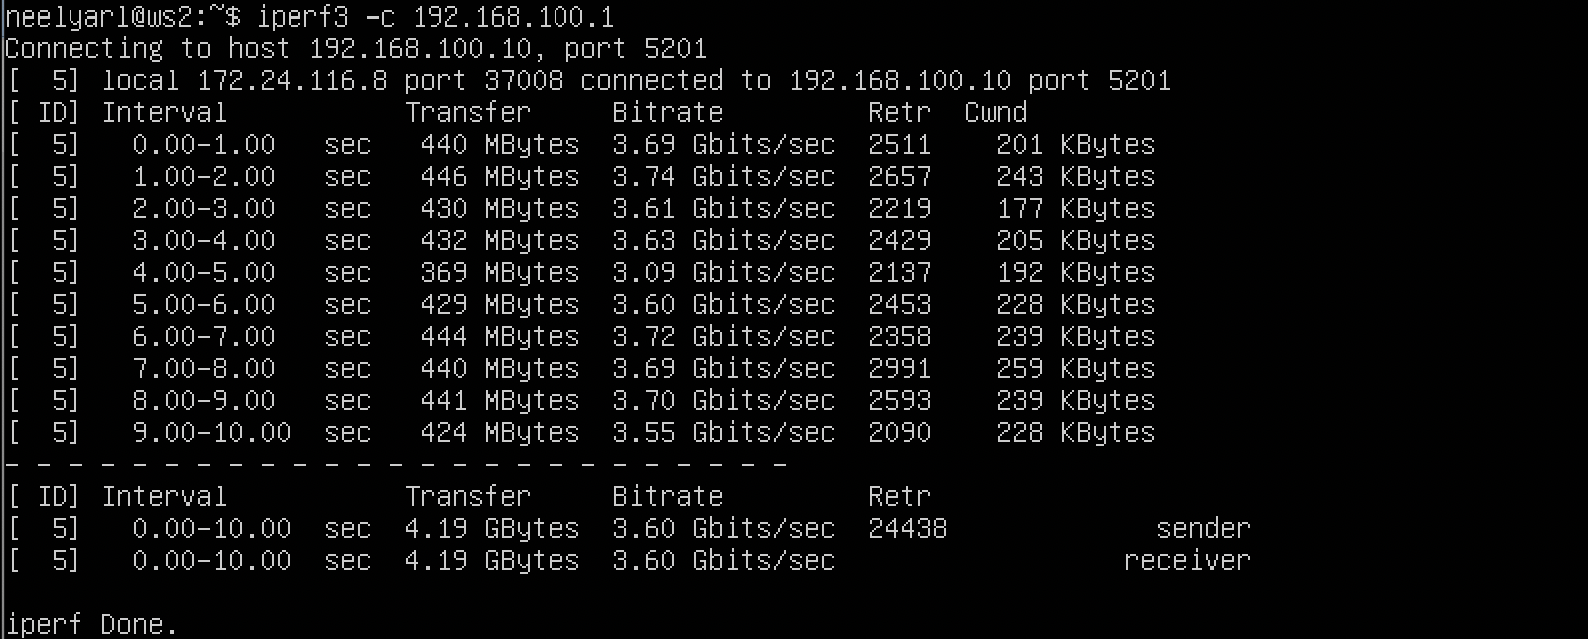 neelyarl@ws2:~$ iperf3 -c 192.168.100.1
Connecting to host 192.168.100.10, port 5201
[  5] local 172.24.116.8 port 37008 connected to 192.168.100.10 port 5201
[ ID] Interval           Transfer     Bitrate         Retr  Cwnd
[  5]   0.00-1.00   sec   440 MBytes  3.69 Gbits/sec  2511    201 KBytes
[  5]   1.00-2.00   sec   446 MBytes  3.74 Gbits/sec  2657    243 KBytes
[  5]   2.00-3.00   sec   430 MBytes  3.61 Gbits/sec  2219    177 KBytes
[  5]   3.00-4.00   sec   432 MBytes  3.63 Gbits/sec  2429    205 KBytes
[  5]   4.00-5.00   sec   369 MBytes  3.09 Gbits/sec  2137    192 KBytes
[  5]   5.00-6.00   sec   429 MBytes  3.60 Gbits/sec  2453    228 KBytes
[  5]   6.00-7.00   sec   444 MBytes  3.72 Gbits/sec  2358    239 KBytes
[  5]   7.00-8.00   sec   440 MBytes  3.69 Gbits/sec  2991    259 KBytes
[  5]   8.00-9.00   sec   441 MBytes  3.70 Gbits/sec  2593    239 KBytes
[  5]   9.00-10.00  sec   424 MBytes  3.55 Gbits/sec  2090    228 KBytes
- - - - - - - - - - - - - - - - - - - - - - - - -
[ ID] Interval           Transfer     Bitrate         Retr
[  5]   0.00-10.00  sec  4.19 GBytes  3.60 Gbits/sec  24438             sender
[  5]   0.00-10.00  sec  4.19 GBytes  3.60 Gbits/sec                  receiver
iperf Done.